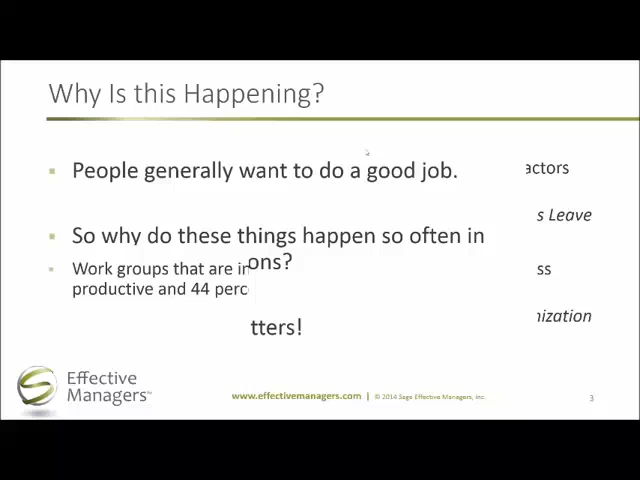 Why Is this Happening?
People generally want to do a good job.
actors
s Leave
So why do these things happen so often in
ons?
Work groups that are in
ss
productive and 44 perc
nization
tters!
Effective
Managers™
www.effectivemanagers.com | © 2014 Sage Effective Managers, Inc.
3